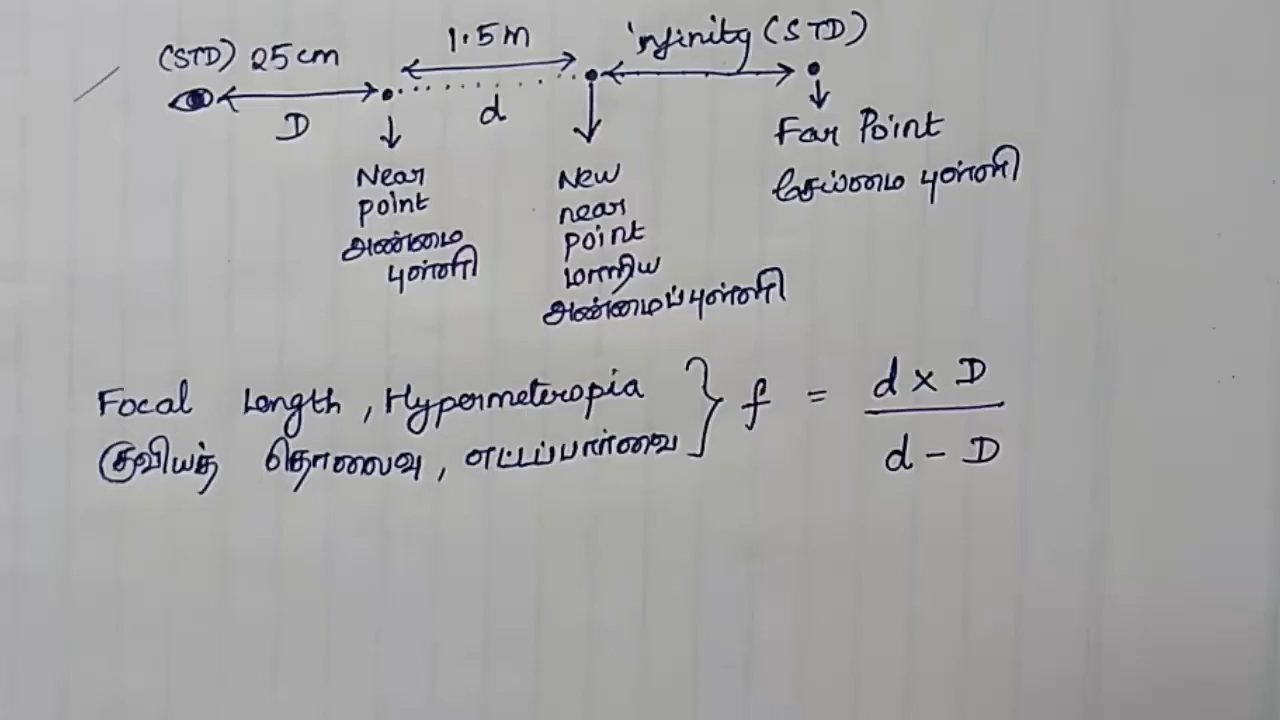 (STD) 25cm
D
1.5m
d
infinity (STD)
Near
point
அண்மை
புள்ளி
New
near
point
மாறிய
அண்மைப்புள்ளி
Far Point
சேய்மை புள்ளி
Focal Length, Hypermeteropia
குவியத் தொலைவு, எட்டப்பார்வை
f = d x D
d - D